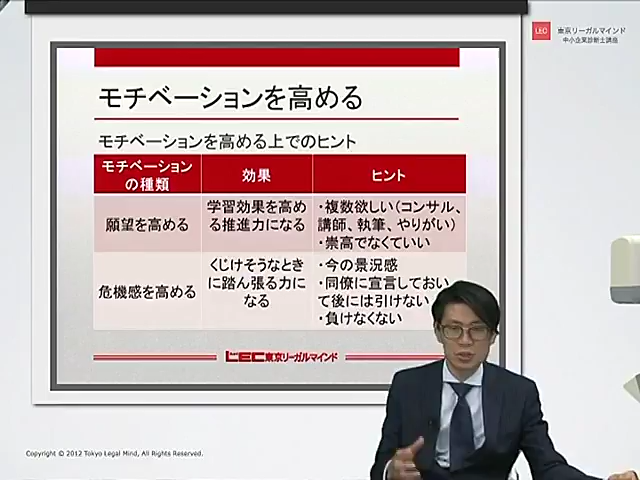 LEC 東京リーガルマインド
中小企業診断士講座
モチベーションを高める
モチベーションを高める上でのヒント
モチベーションの種類
効果
ヒント
願望を高める
学習効果を高め
る推進力になる
・複数欲しい（コンサル、
講師、執筆、やりがい）
・崇高でなくていい
危機感を高める
くじけそうなとき
に踏ん張る力に
なる
・今の景況感
・同僚に宣言しておい
て後には引けない
・負けなくない
LEC東京リーガルマインド
Copyright © 2012 Tokyo Legal Mind, All Rights Reserved.